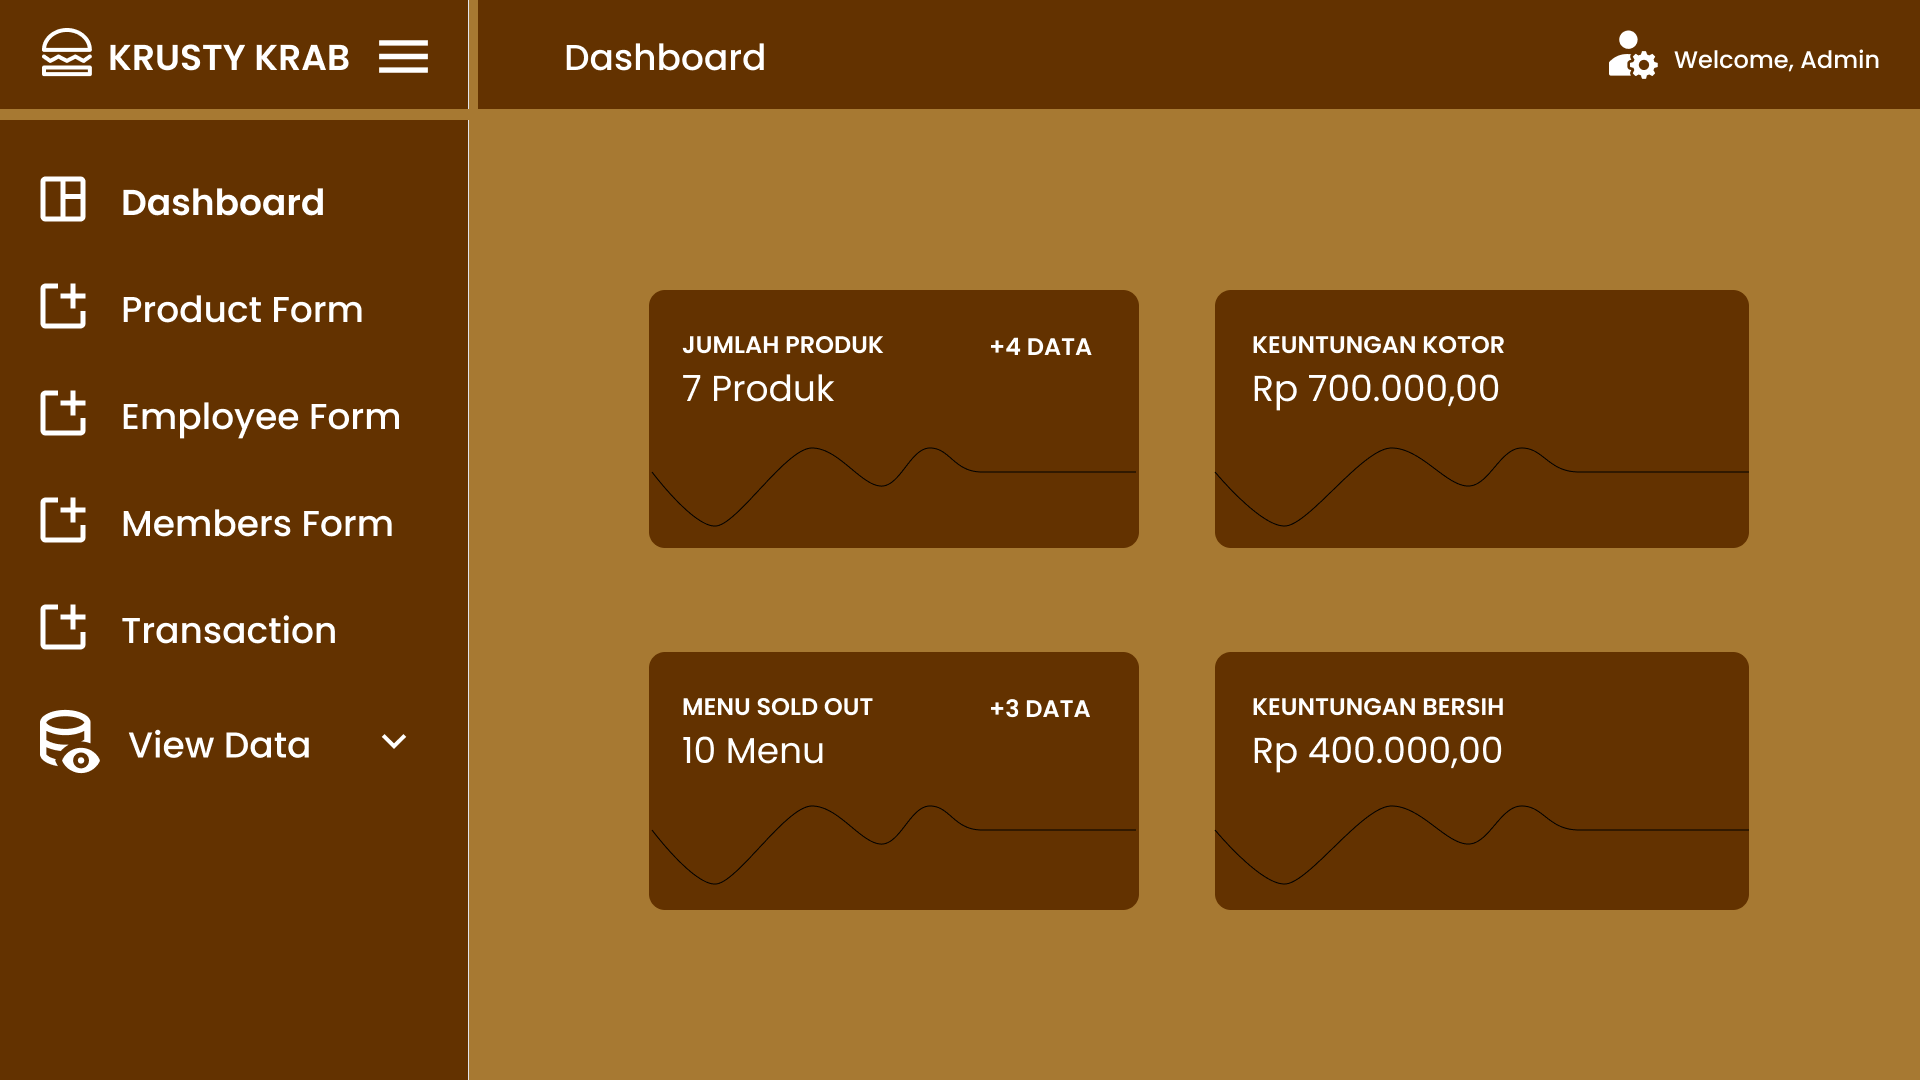 KRUSTY KRAB
Dashboard
Welcome, Admin
Dashboard
Product Form
Employee Form
Members Form
Transaction
View Data
JUMLAH PRODUK
+4 DATA
7 Produk
KEUNTUNGAN KOTOR
Rp 700.000,00
MENU SOLD OUT
+3 DATA
10 Menu
KEUNTUNGAN BERSIH
Rp 400.000,00